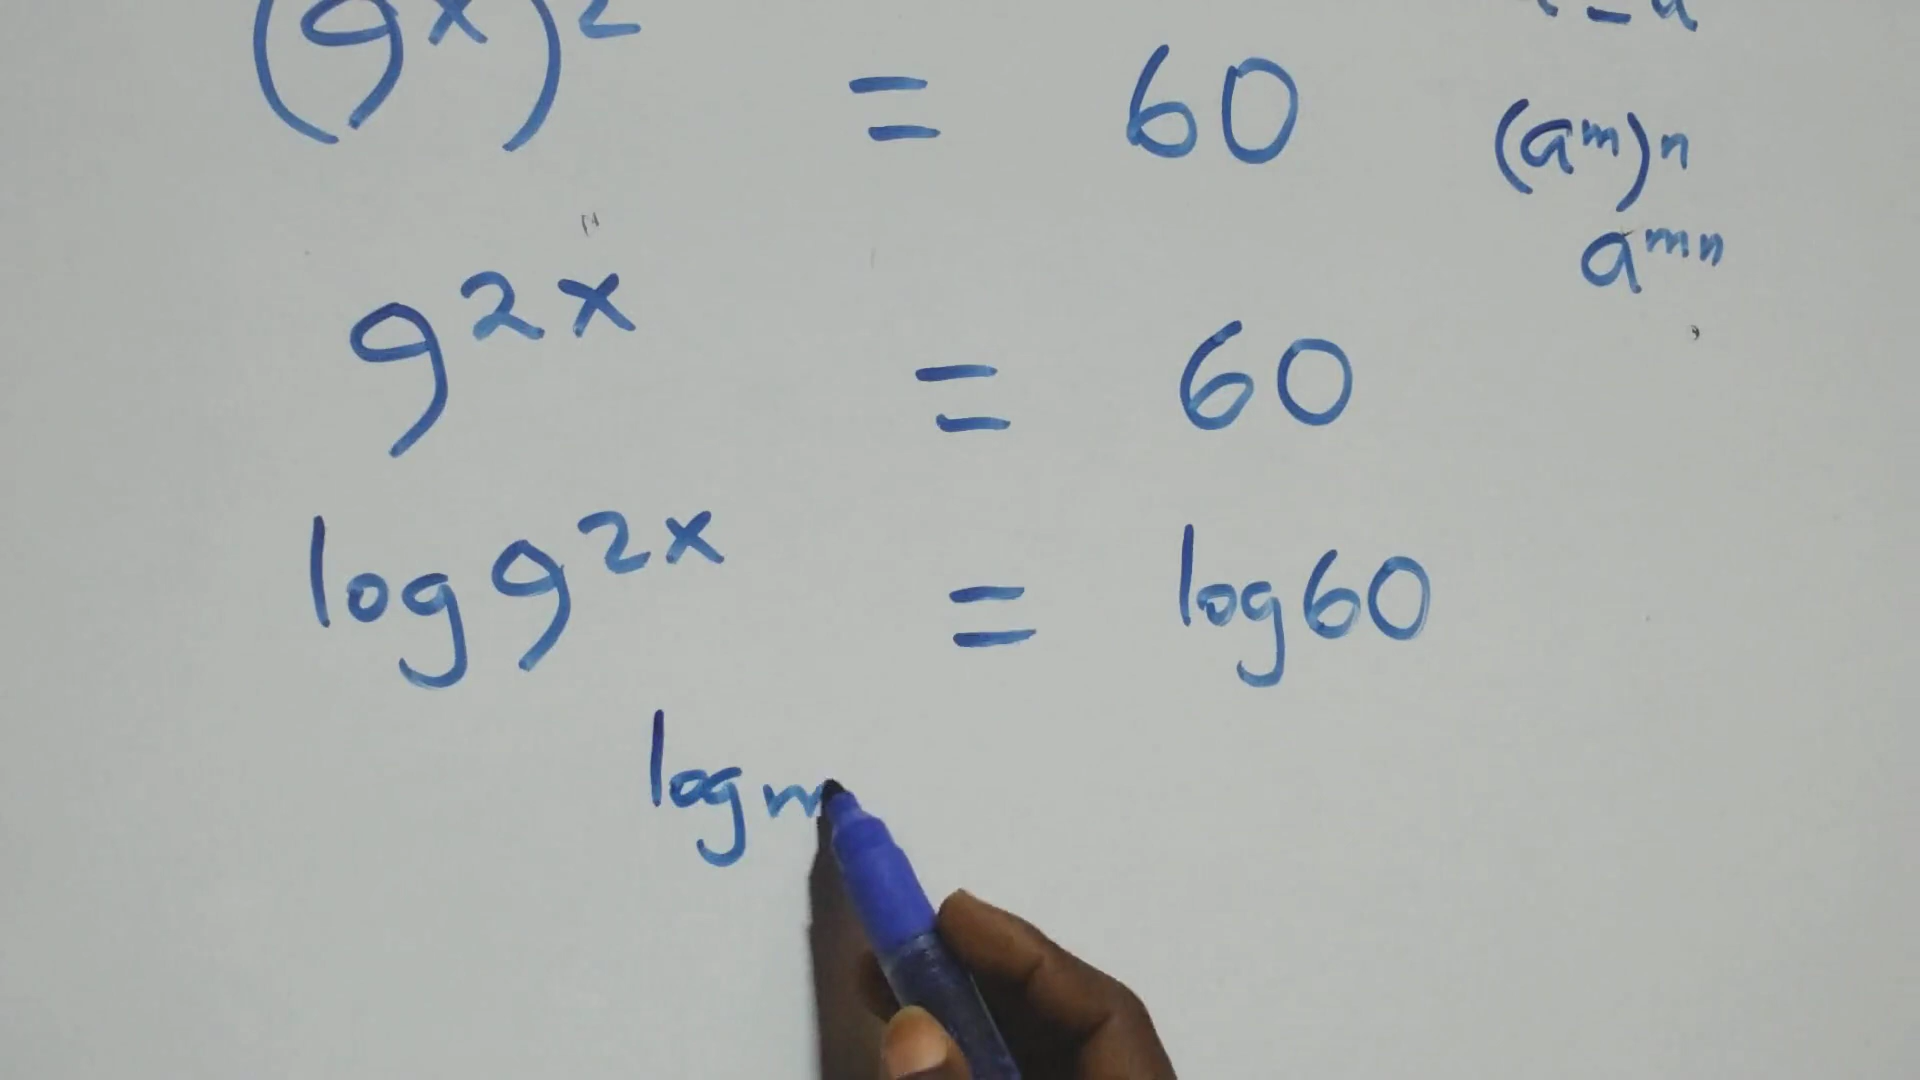 (9^x)^2 = 60
(a^m)^n
a^mn
9^2x = 60
log 9^2x = log 60
log m